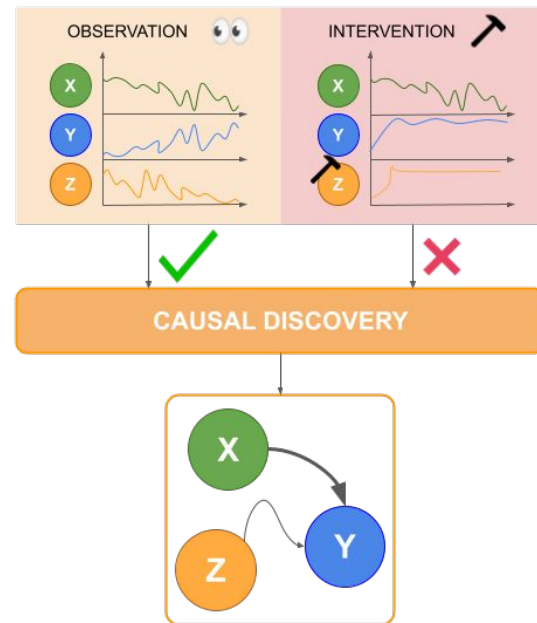 OBSERVATION
INTERVENTION
X
Y
Z
X
Y
Z
CAUSAL DISCOVERY
X
Z
Y